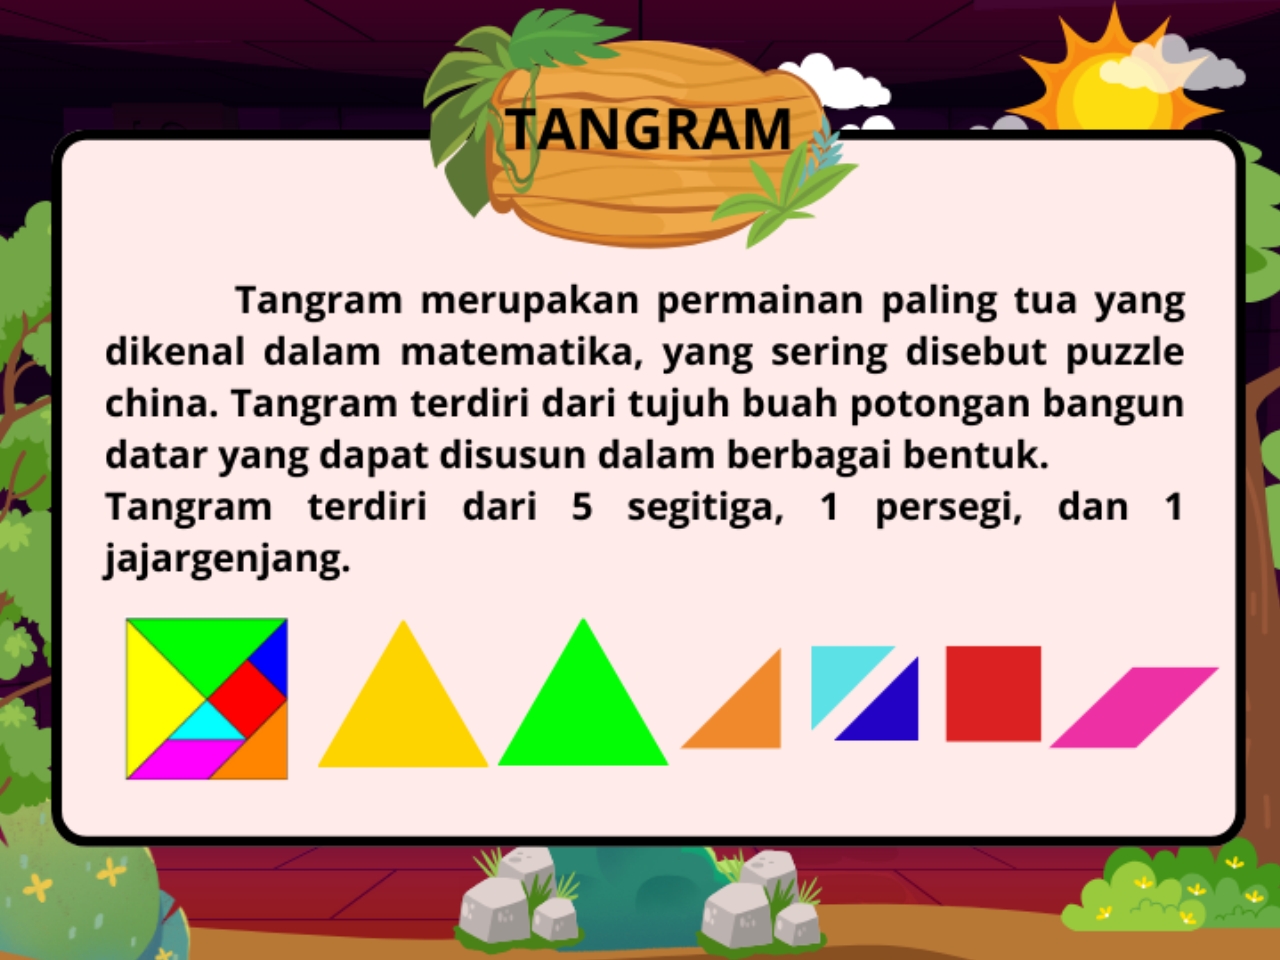 TANGRAM
Tangram merupakan permainan paling tua yang
dikenal dalam matematika, yang sering disebut puzzle
china. Tangram terdiri dari tujuh buah potongan bangun
datar yang dapat disusun dalam berbagai bentuk.
Tangram terdiri dari 5 segitiga, 1 persegi, dan 1
jajargenjang.